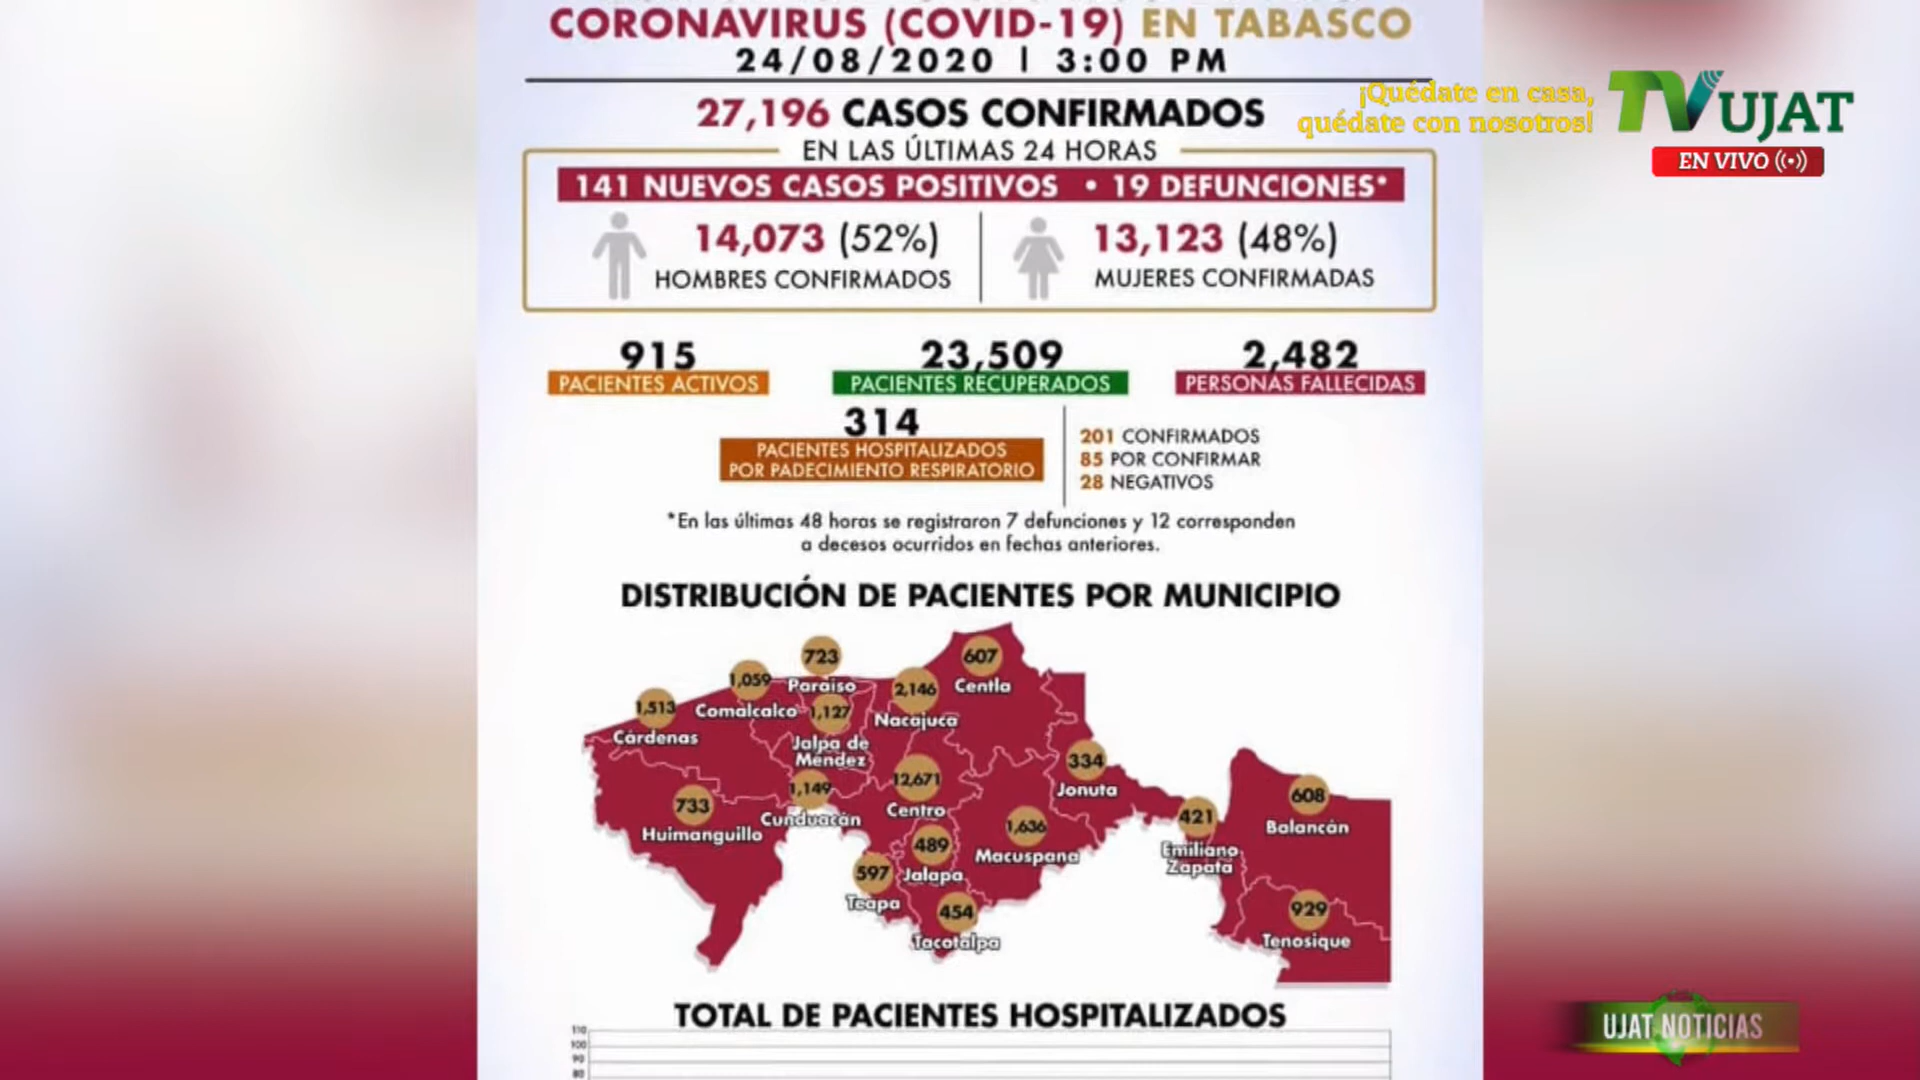 CORONAVIRUS (COVID-19) EN TABASCO
24/08/2020 | 3:00 PM
¡Quédate en casa,
quédate con nosotros!
TV UJAT
EN VIVO
27,196 CASOS CONFIRMADOS
EN LAS ÚLTIMAS 24 HORAS
141 NUEVOS CASOS POSITIVOS • 19 DEFUNCIONES*
14,073 (52%)
HOMBRES CONFIRMADOS
13,123 (48%)
MUJERES CONFIRMADAS
915
PACIENTES ACTIVOS
23,509
PACIENTES RECUPERADOS
2,482
PERSONAS FALLECIDAS
314
PACIENTES HOSPITALIZADOS
POR PADECIMIENTO RESPIRATORIO
201 CONFIRMADOS
85 POR CONFIRMAR
28 NEGATIVOS
*En las últimas 48 horas se registraron 7 defunciones y 12 corresponden
a decesos ocurridos en fechas anteriores.
DISTRIBUCIÓN DE PACIENTES POR MUNICIPIO
723
Paraíso
607
Centla
1,059
Comalcalco
2,146
Nacajuca
1,513
Cárdenas
1,127
Jalpa de
Méndez
334
Jonuta
12,671
Centro
1,149
Cunduacán
733
Huimanguillo
608
Balancán
421
Emiliano
Zapata
1,636
Macuspana
489
Jalapa
597
Teapa
454
Tacotalpa
929
Tenosique
TOTAL DE PACIENTES HOSPITALIZADOS
110
100
90
80
UJAT NOTICIAS